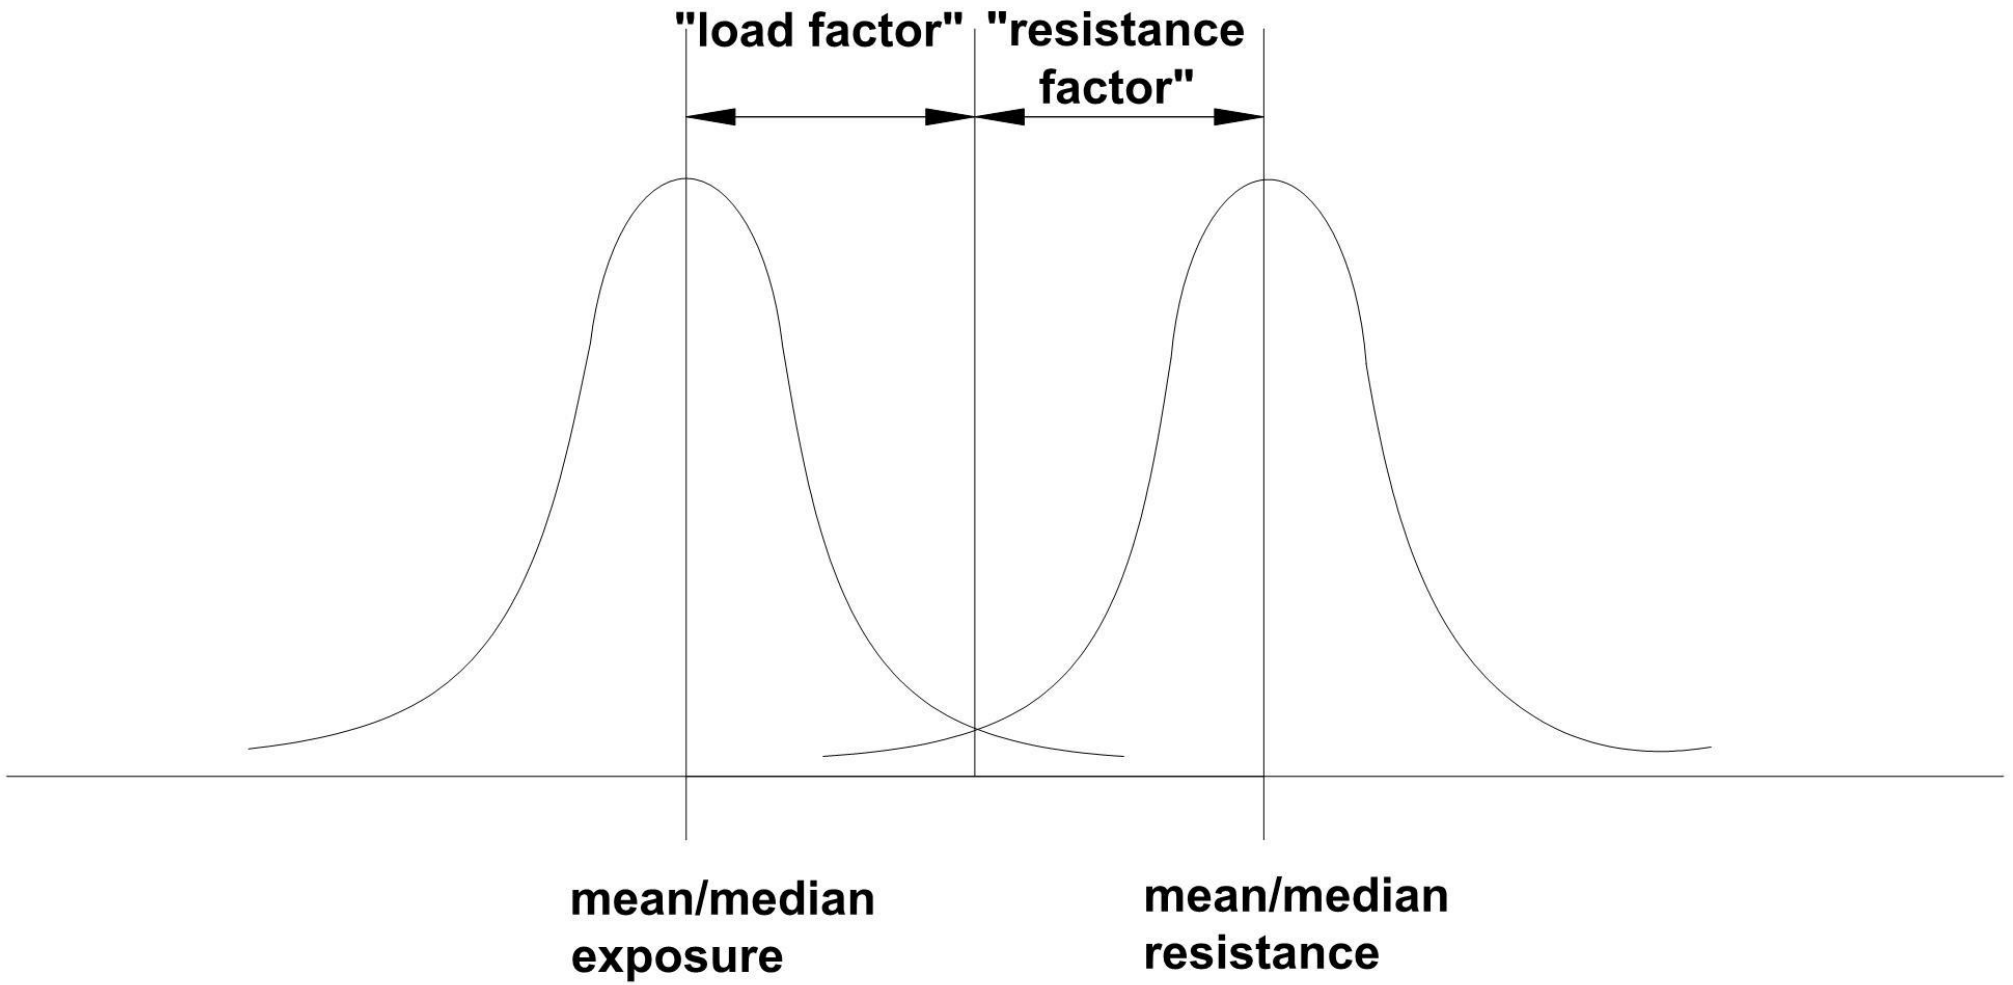 "load factor" "resistance
factor"
mean/median
exposure
mean/median
resistance